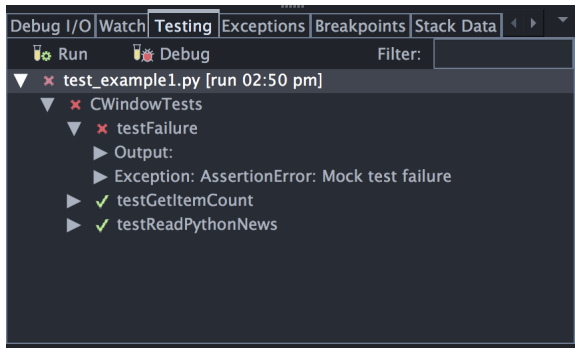 Debug I/O Watch Testing Exceptions Breakpoints Stack Data
Run Debug Filter:
test_example1.py [run 02:50 pm]
CWindowTests
testFailure
Output:
Exception: AssertionError: Mock test failure
testGetItemCount
testReadPythonNews